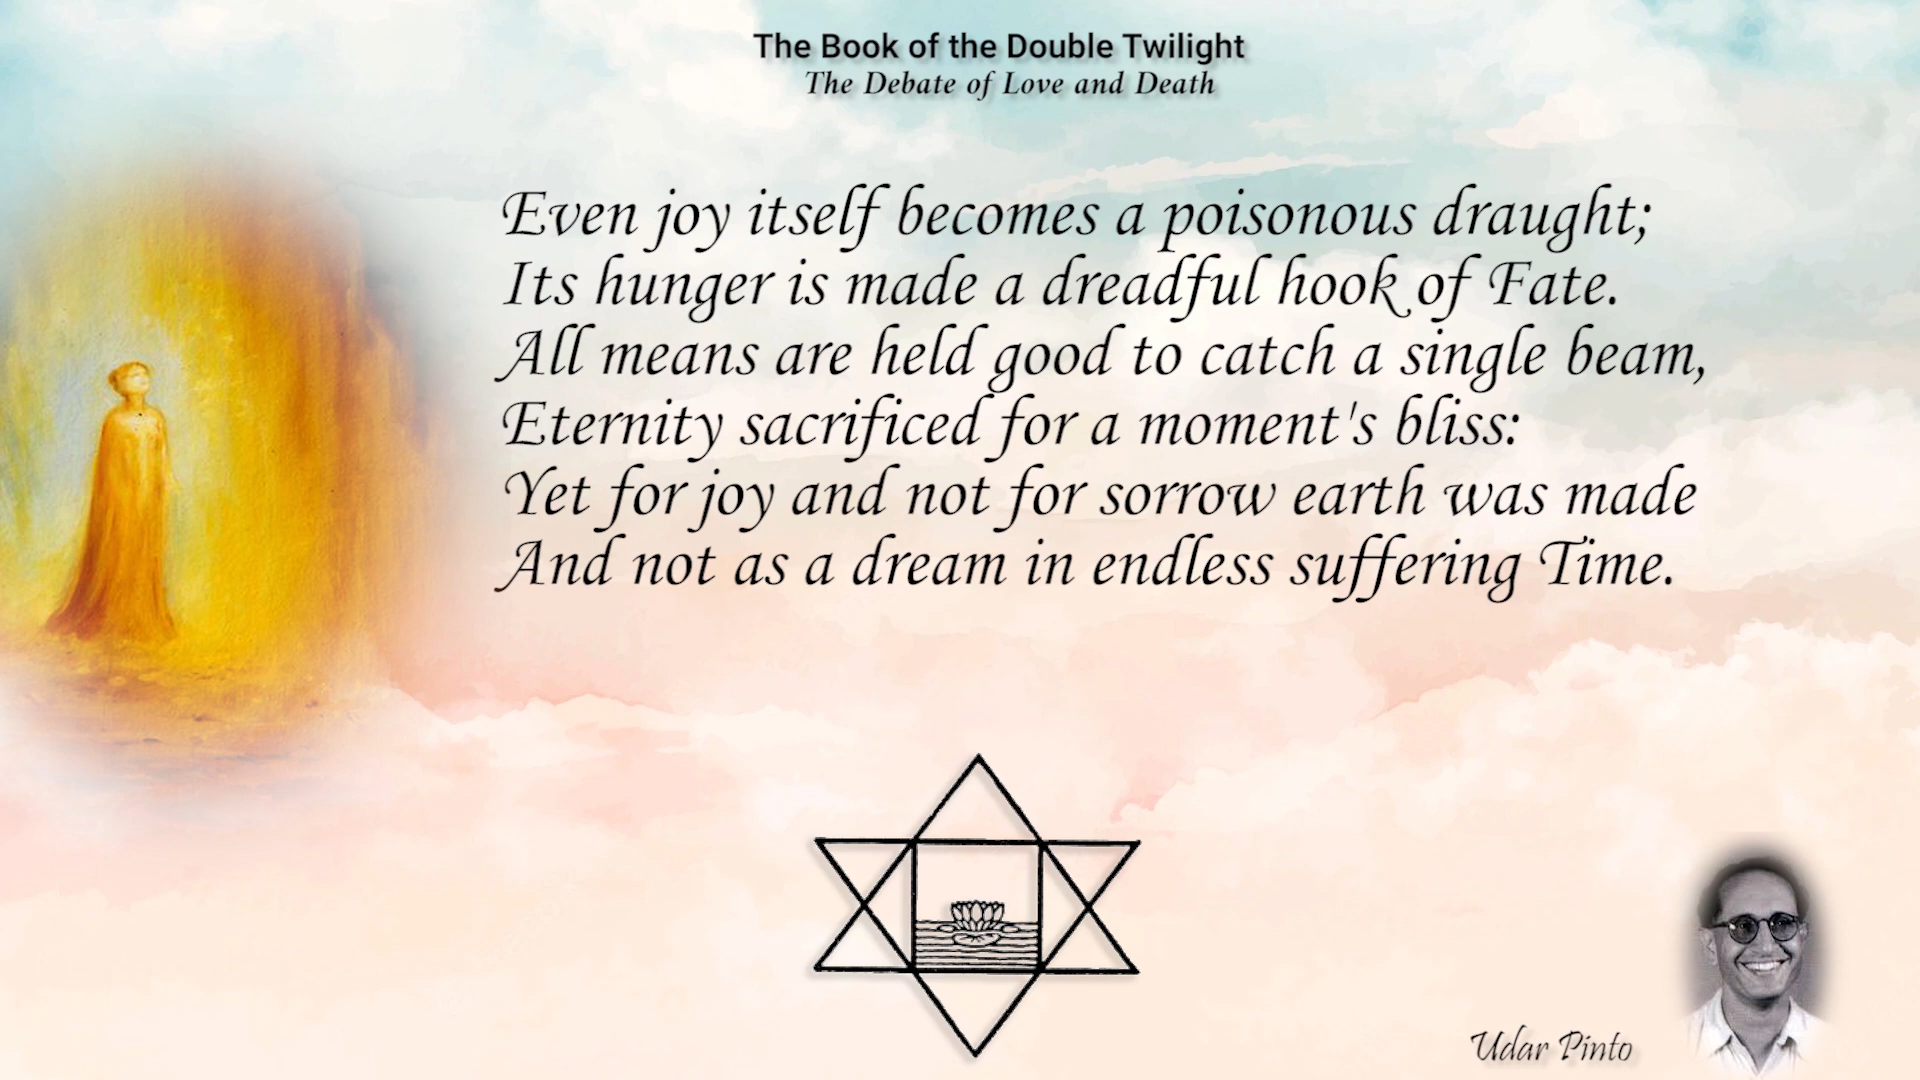 The Book of the Double Twilight
The Debate of Love and Death
Even joy itself becomes a poisonous draught;
Its hunger is made a dreadful hook of Fate.
All means are held good to catch a single beam,
Eternity sacrificed for a moment's bliss:
Yet for joy and not for sorrow earth was made
And not as a dream in endless suffering Time.
Udar Pinto